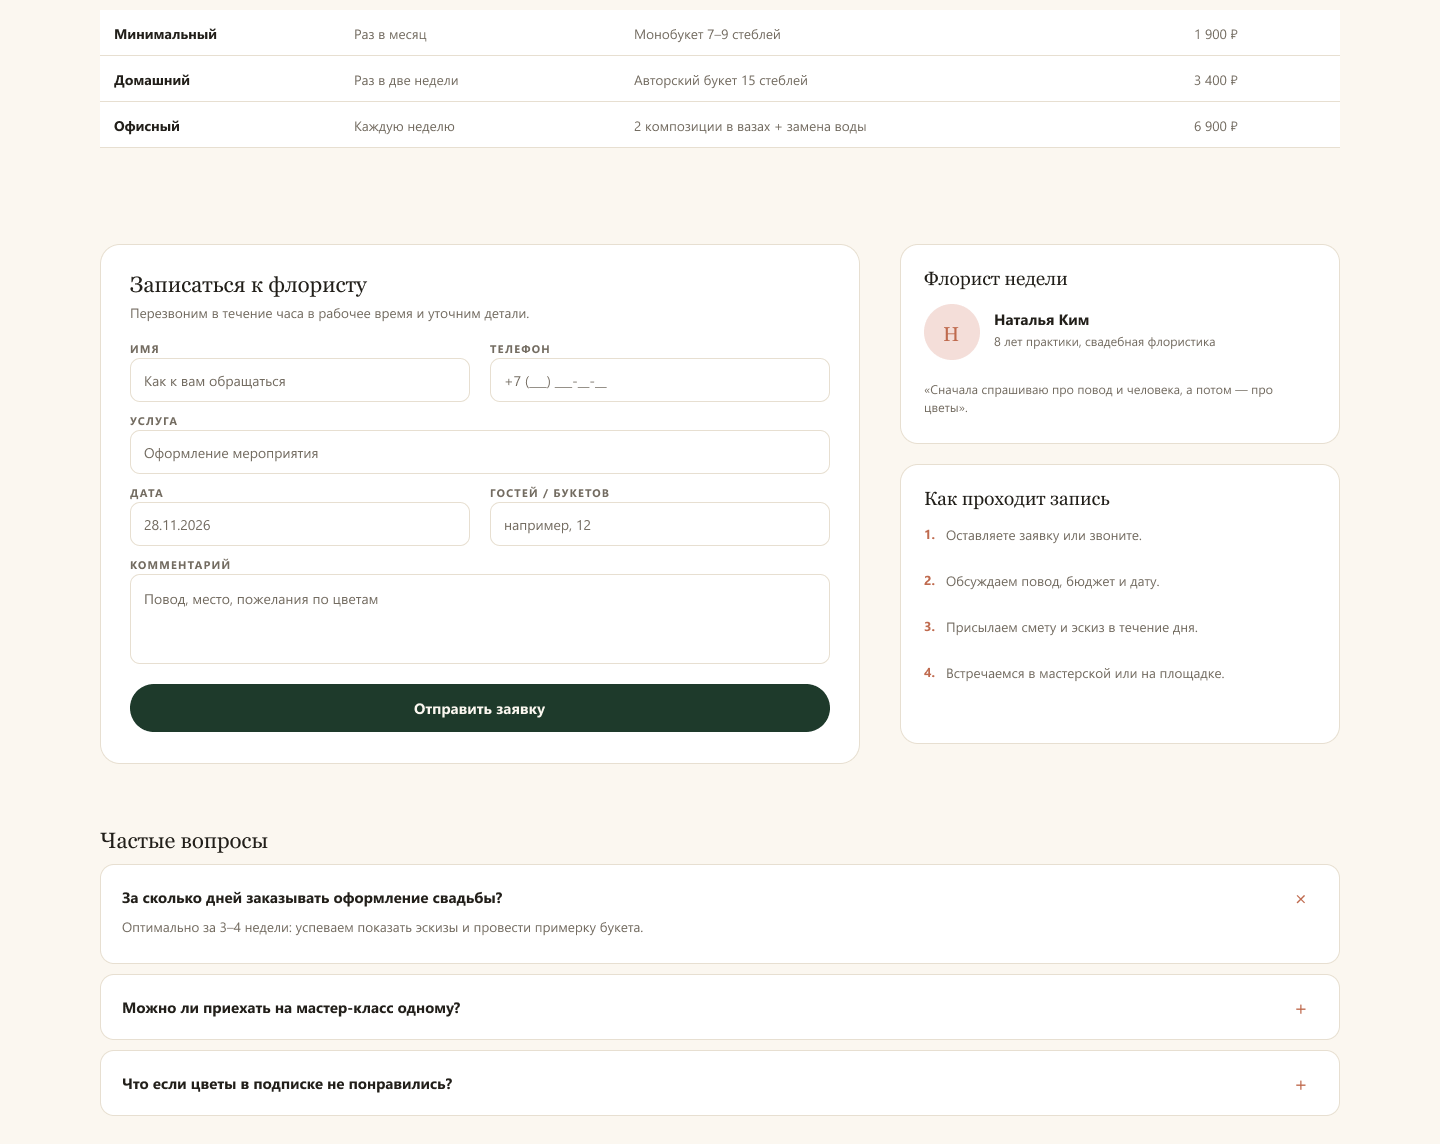 Минимальный Раз в месяц Монобукет 7–9 стеблей 1 900 ₽
Домашний Раз в две недели Авторский букет 15 стеблей 3 400 ₽
Офисный Каждую неделю 2 композиции в вазах + замена воды 6 900 ₽
Записаться к флористу
Перезвоним в течение часа в рабочее время и уточним детали.
ИМЯ ТЕЛЕФОН
Как к вам обращаться +7 (___) ___-__-__
УСЛУГА
Оформление мероприятия
ДАТА ГОСТЕЙ / БУКЕТОВ
28.11.2026 например, 12
КОММЕНТАРИЙ
Повод, место, пожелания по цветам
Отправить заявку
Флорист недели
Н
Наталья Ким
8 лет практики, свадебная флористика
«Сначала спрашиваю про повод и человека, а потом — про
цветы».
Как проходит запись
1. Оставляете заявку или звоните.
2. Обсуждаем повод, бюджет и дату.
3. Присылаем смету и эскиз в течение дня.
4. Встречаемся в мастерской или на площадке.
Частые вопросы
За сколько дней заказывать оформление свадьбы? ×
Оптимально за 3–4 недели: успеваем показать эскизы и провести примерку букета.
Можно ли приехать на мастер-класс одному? +
Что если цветы в подписке не понравились? +